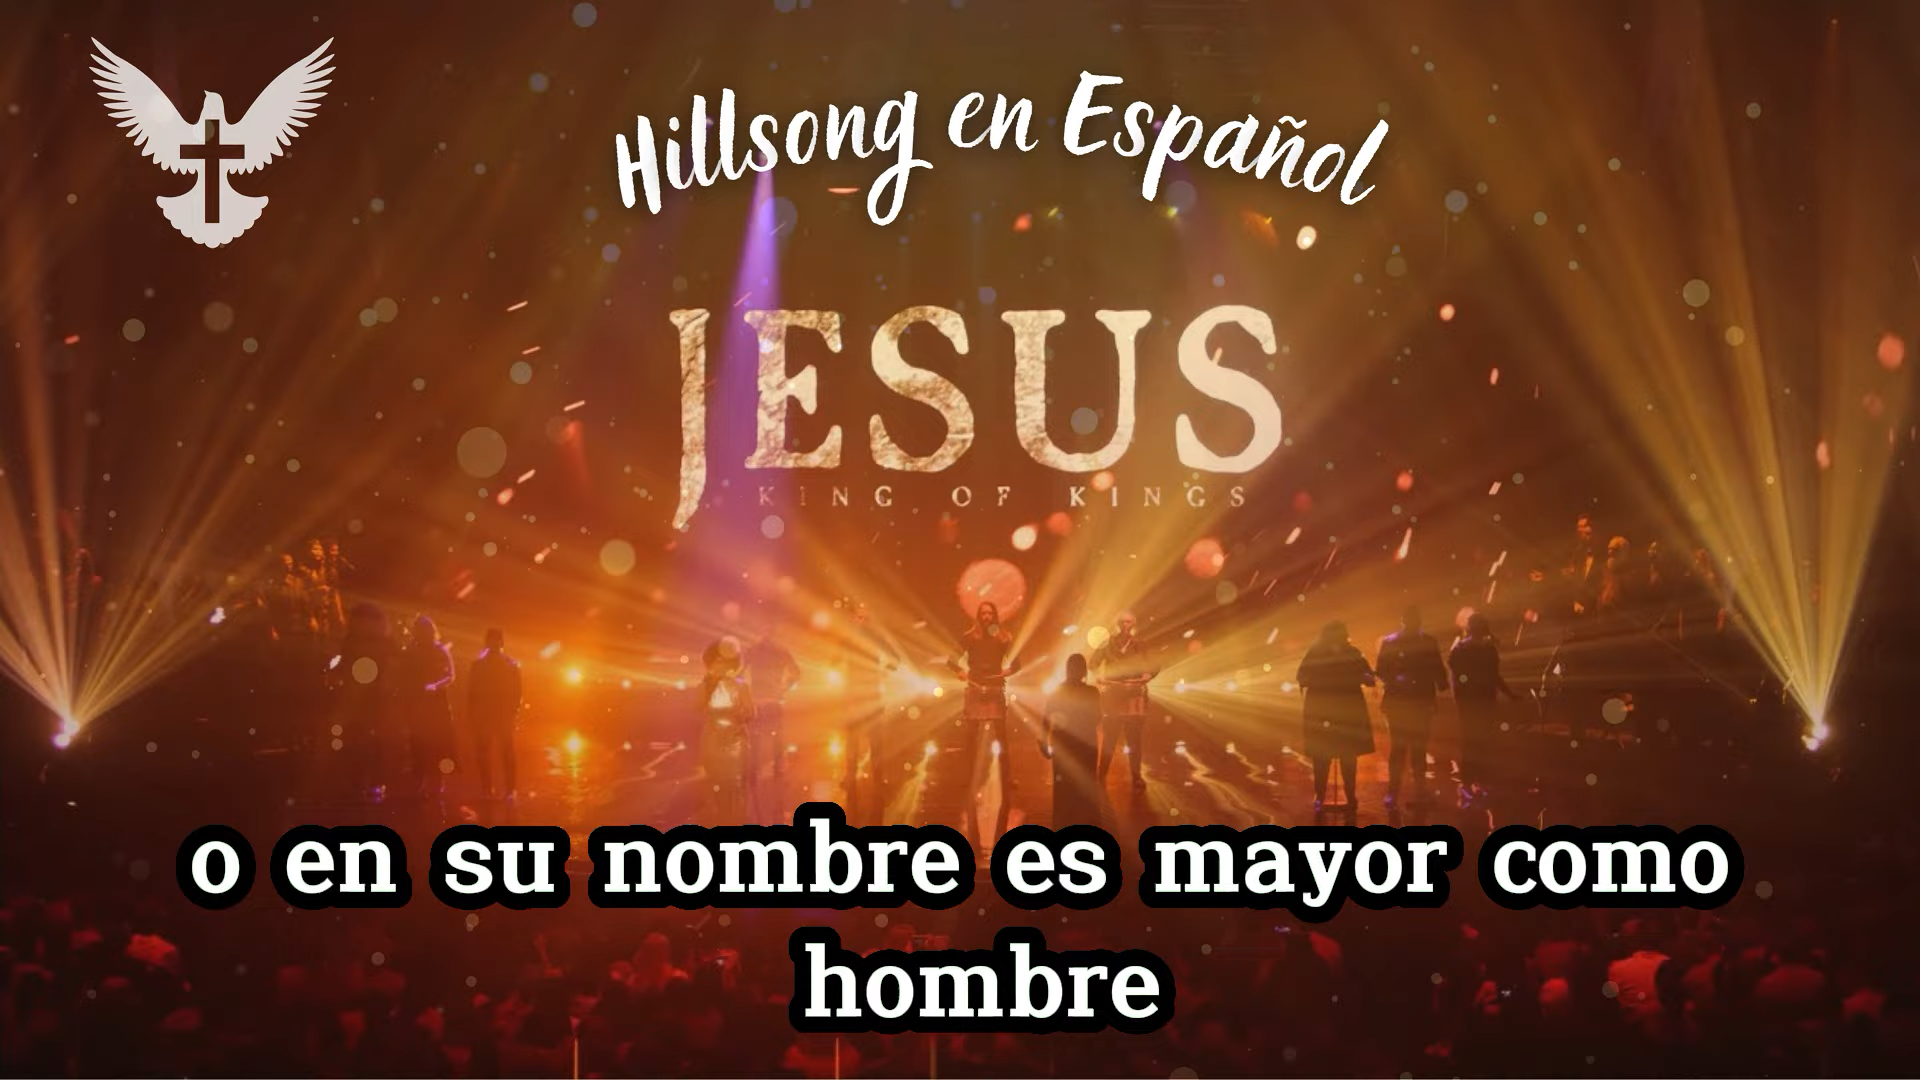 Hillsong en Español
JESUS
KING OF KINGS
o en su nombre es mayor como
hombre